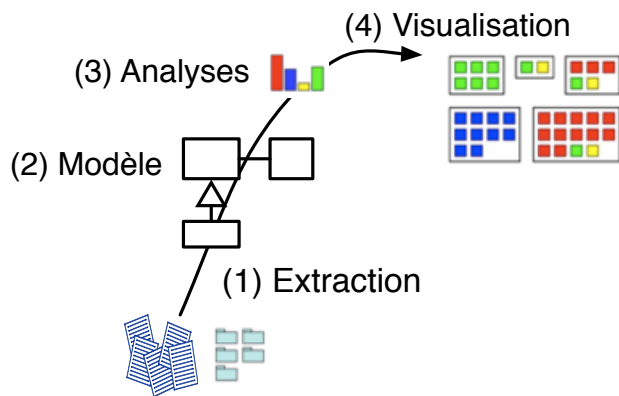 (4) Visualisation
(3) Analyses
(2) Modèle
(1) Extraction